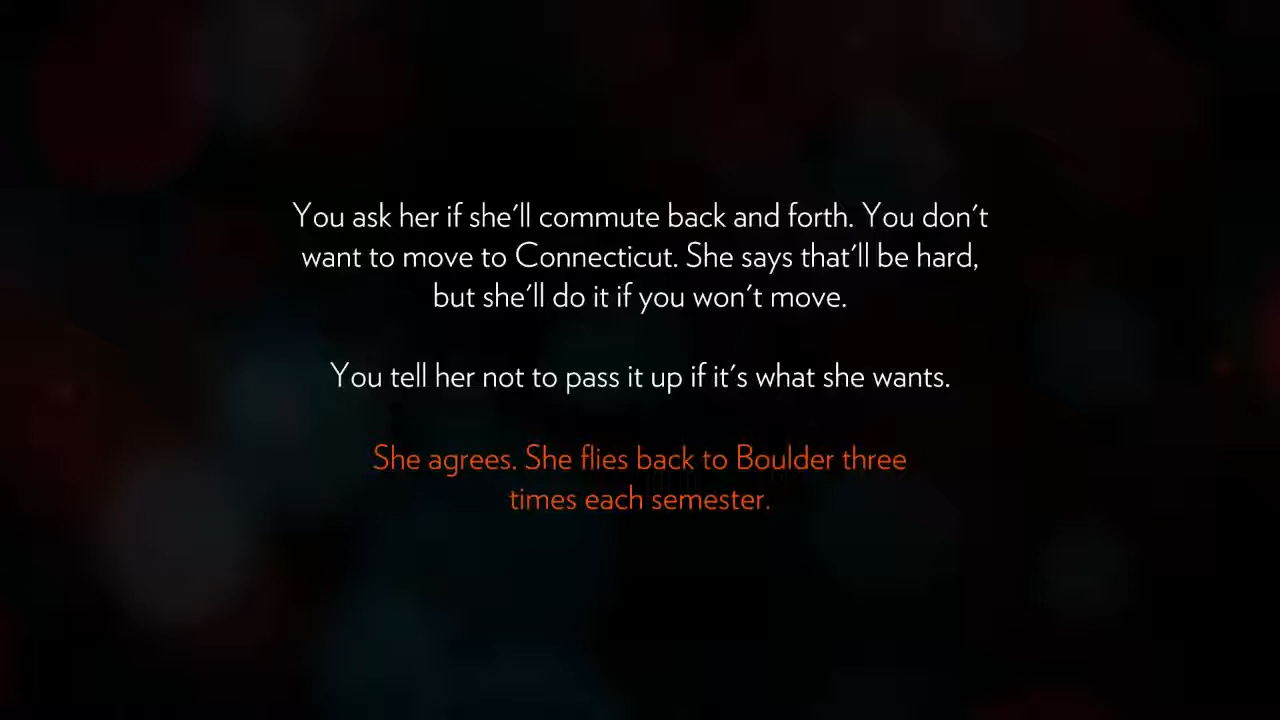 You ask her if she'll commute back and forth. You don't
want to move to Connecticut. She says that'll be hard,
but she'll do it if you won't move.
You tell her not to pass it up if it's what she wants.
She agrees. She flies back to Boulder three
times each semester.